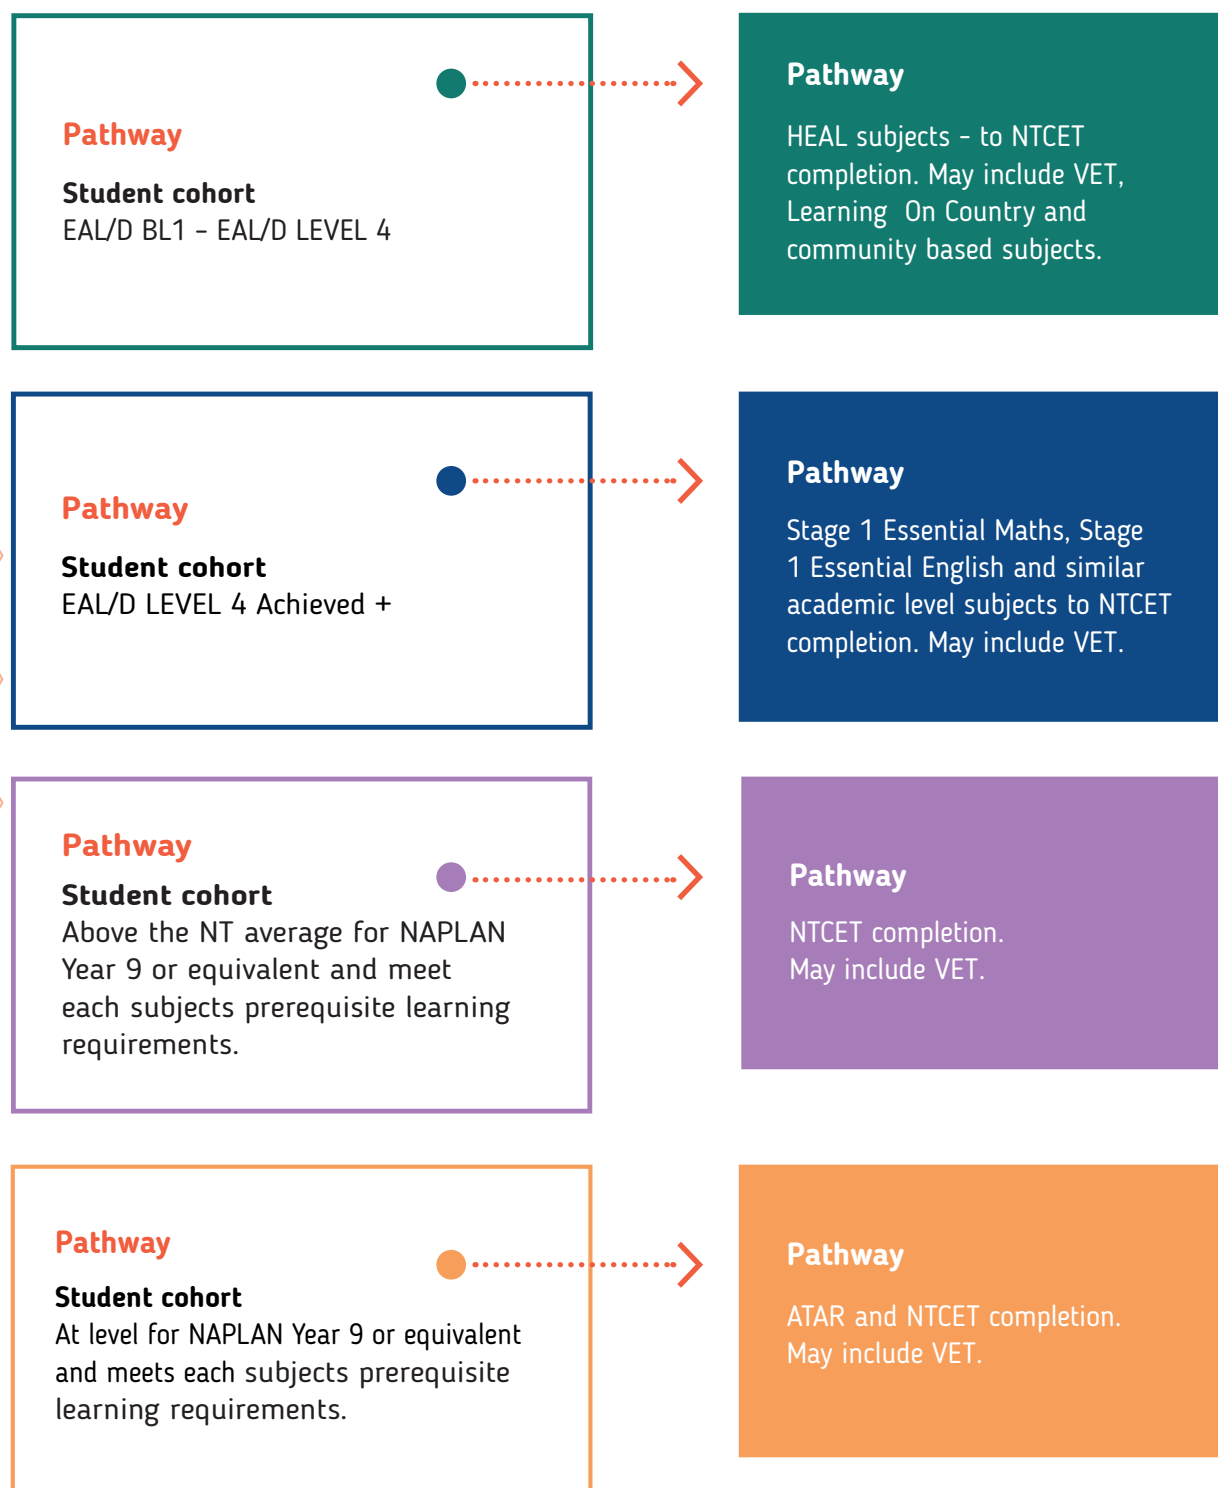 Pathway
Student cohort
EAL/D BL1 - EAL/D LEVEL 4
Pathway
HEAL subjects - to NTCET
completion. May include VET,
Learning  On Country and
community based subjects.
Pathway
Student cohort
EAL/D LEVEL 4 Achieved +
Pathway
Stage 1 Essential Maths, Stage
1 Essential English and similar
academic level subjects to NTCET
completion. May include VET.
Pathway
Student cohort
Above the NT average for NAPLAN
Year 9 or equivalent and meet
each subjects prerequisite learning
requirements.
Pathway
NTCET completion.
May include VET.
Pathway
Student cohort
At level for NAPLAN Year 9 or equivalent
and meets each subjects prerequisite
learning requirements.
Pathway
ATAR and NTCET completion.
May include VET.